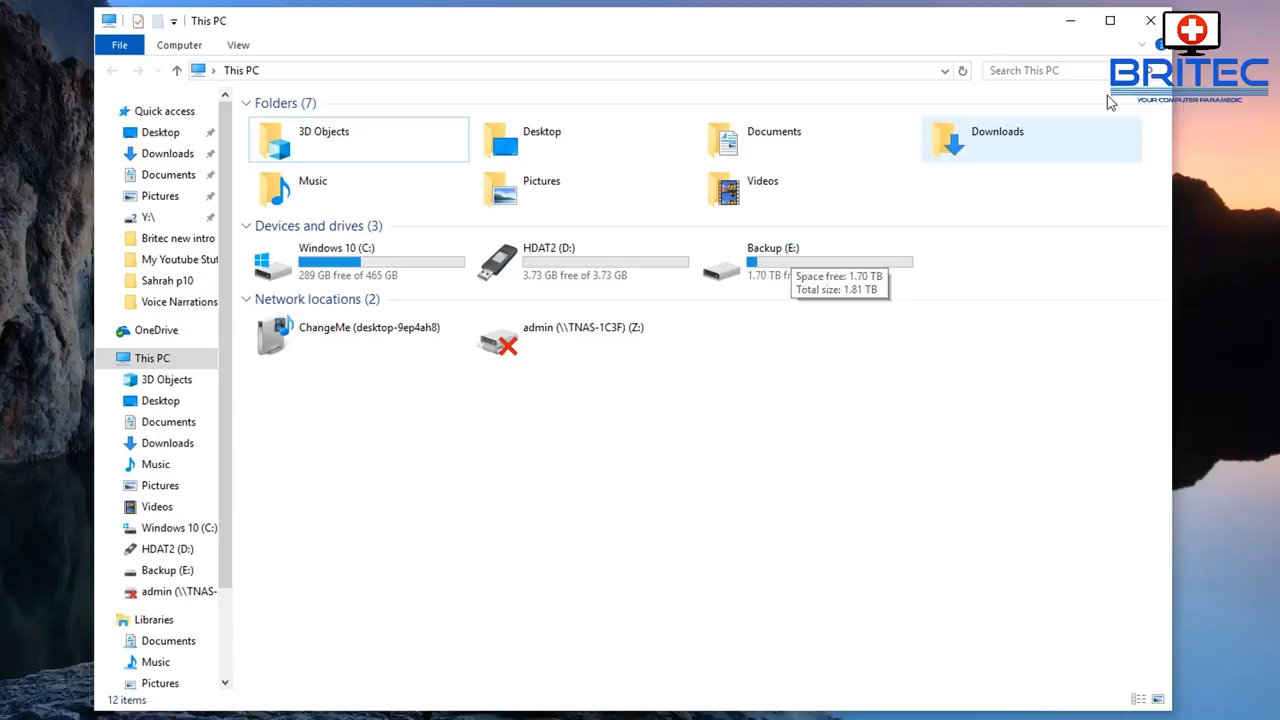 This PC
File
Computer
View
This PC
Search This PC
BRITEC
YOUR COMPUTER PARAMEDIC
Quick access
Desktop
Downloads
Documents
Pictures
Y:\
Britec new intro
My Youtube Stuf
Sahrah p10
Voice Narrations
OneDrive
This PC
3D Objects
Desktop
Documents
Downloads
Music
Pictures
Videos
Windows 10 (C:)
HDAT2 (D:)
Backup (E:)
admin (\\TNAS-
Libraries
Documents
Music
Pictures
Folders (7)
3D Objects
Desktop
Documents
Downloads
Music
Pictures
Videos
Devices and drives (3)
Windows 10 (C:)
289 GB free of 465 GB
HDAT2 (D:)
3.73 GB free of 3.73 GB
Backup (E:)
1.70 TB fr
Space free: 1.70 TB
Total size: 1.81 TB
Network locations (2)
ChangeMe (desktop-9ep4ah8)
admin (\\TNAS-1C3F) (Z:)
12 items